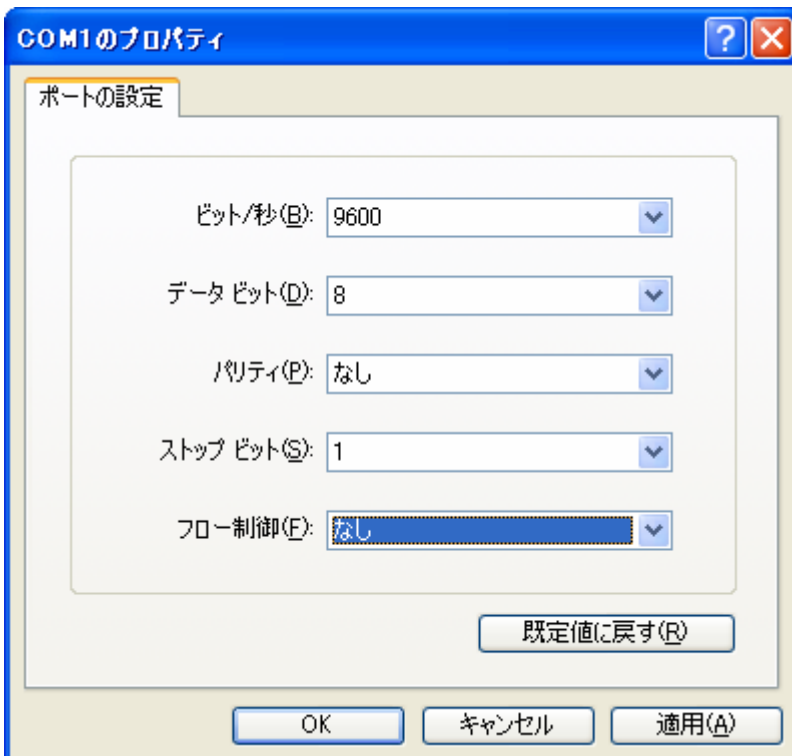 COM1のプロパティ
ポートの設定
ビット/秒(B): 9600
データ ビット(D): 8
パリティ(P): なし
ストップ ビット(S): 1
フロー制御(F): なし
既定値に戻す(R)
OK キャンセル 適用(A)